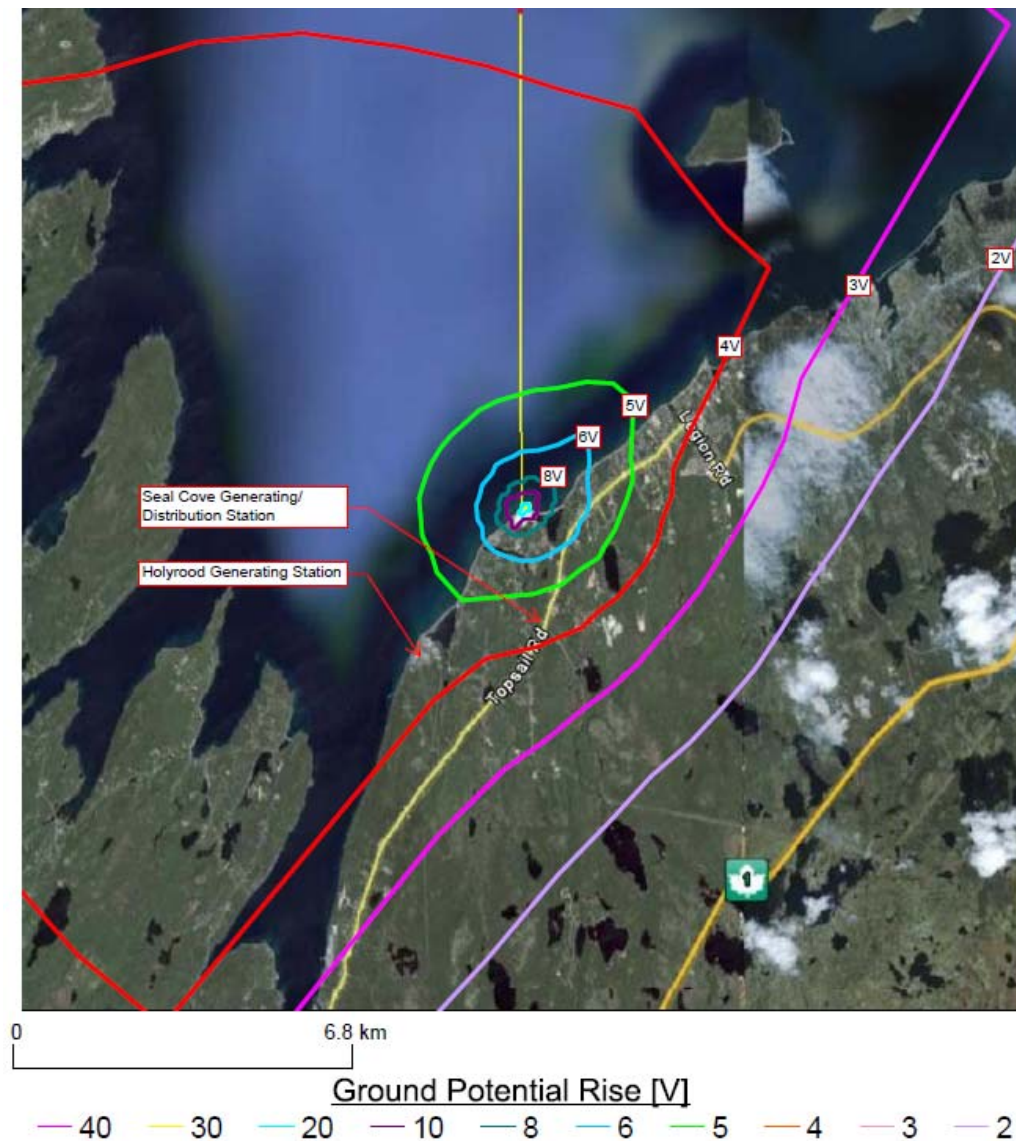 2V
3V
4V
5V
Legion Rd
6V
8V
Seal Cove Generating/
Distribution Station
Holyrood Generating Station
Topsail Rd
1
0
6.8 km
Ground Potential Rise [V]
40 30 20 10 8 6 5 4 3 2